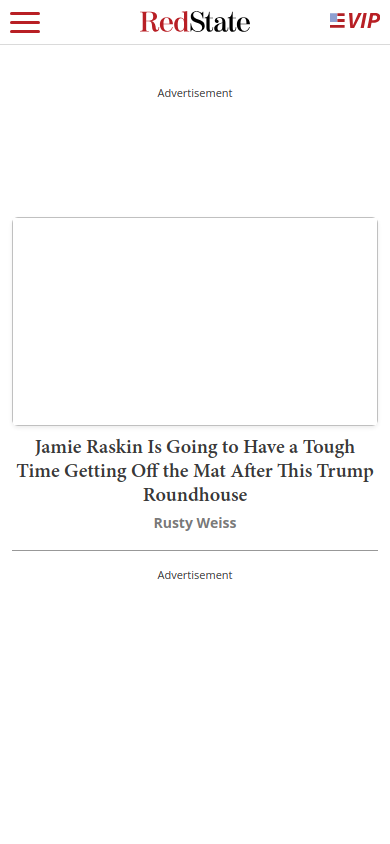 RedState
VIP
Advertisement
Jamie Raskin Is Going to Have a Tough
Time Getting Off the Mat After This Trump
Roundhouse
Rusty Weiss
Advertisement